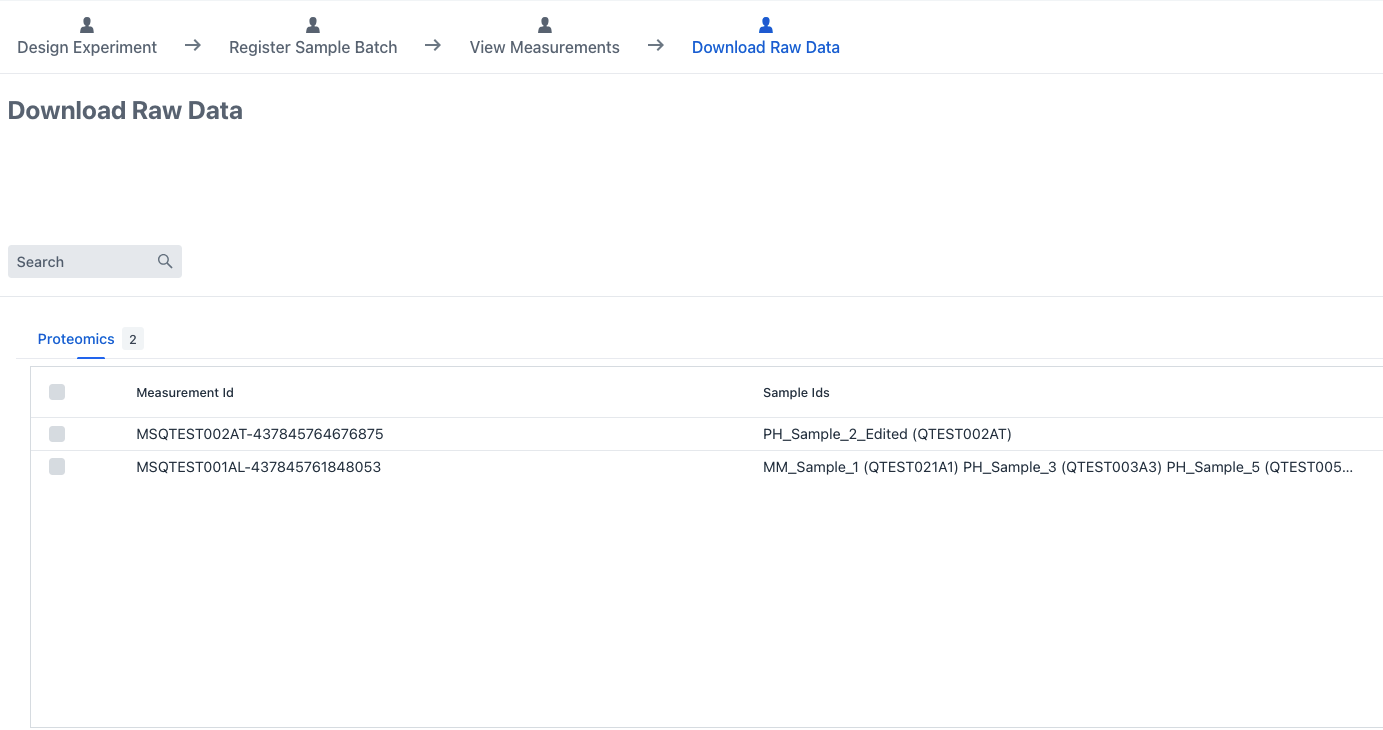 Design Experiment → Register Sample Batch → View Measurements → Download Raw Data
Download Raw Data
Search
Proteomics 2
Measurement Id Sample Ids
MSQTEST002AT-437845764676875 PH_Sample_2_Edited (QTEST002AT)
MSQTEST001AL-437845761848053 MM_Sample_1 (QTEST021A1) PH_Sample_3 (QTEST003A3) PH_Sample_5 (QTEST005...